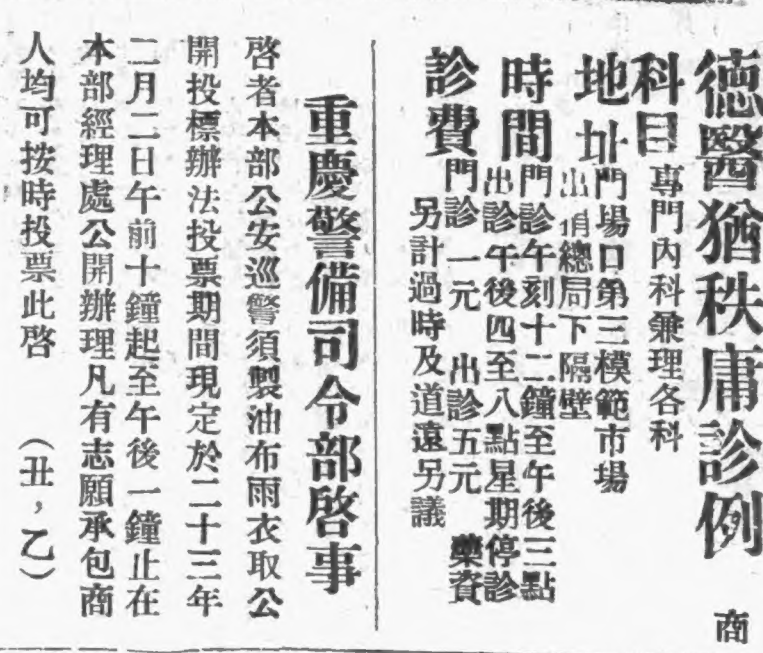 德醫猶秩庸診例 商
科目 專門內科兼理各科
地址 門場口第三模範市場
出捐總局下隔壁
時間 門診午刻十二鐘至午後三點
出診午後四至八點星期停診
診費 門診一元 出診五元 藥資
另計過時及道遠另議
重慶警備司令部啓事
啓者本部公安巡警須製油布雨衣取公
開投標辦法投票期間現定於二十三年
二月二日午前十鐘起至午後一鐘止在
本部經理處公開辦理凡有志願承包商
人均可按時投票此啓 （丑，乙）